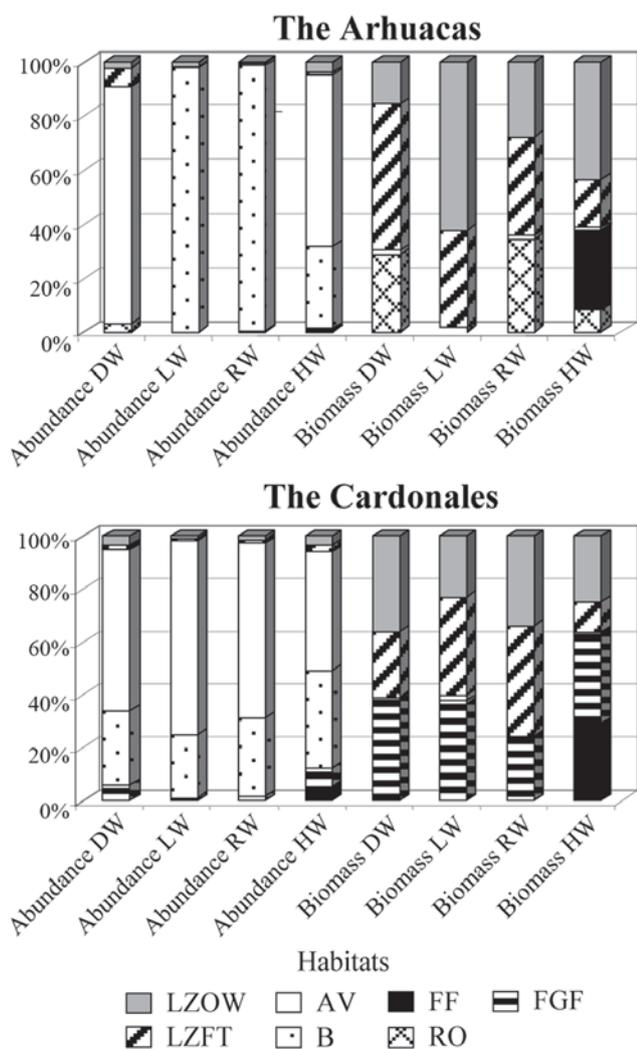 The Arhuacas
100%
80%
60%
40%
20%
0%
Abundance DW
Abundance LW
Abundance RW
Abundance HW
Biomass DW
Biomass LW
Biomass RW
Biomass HW
The Cardonales
100%
80%
60%
40%
20%
0%
Abundance DW
Abundance LW
Abundance RW
Abundance HW
Biomass DW
Biomass LW
Biomass RW
Biomass HW
Habitats
LZOW AV FF FGF
LZFT B RO